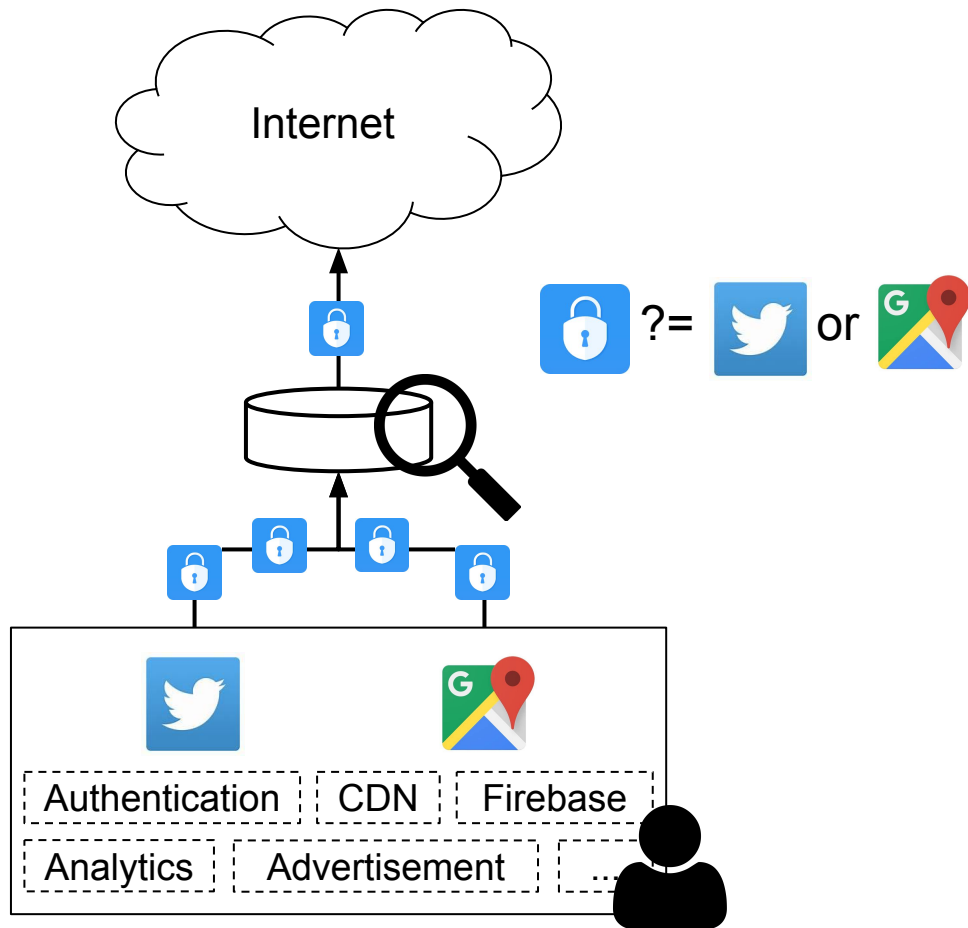 Internet
G
?= or
G
Authentication CDN Firebase
Analytics Advertisement ...